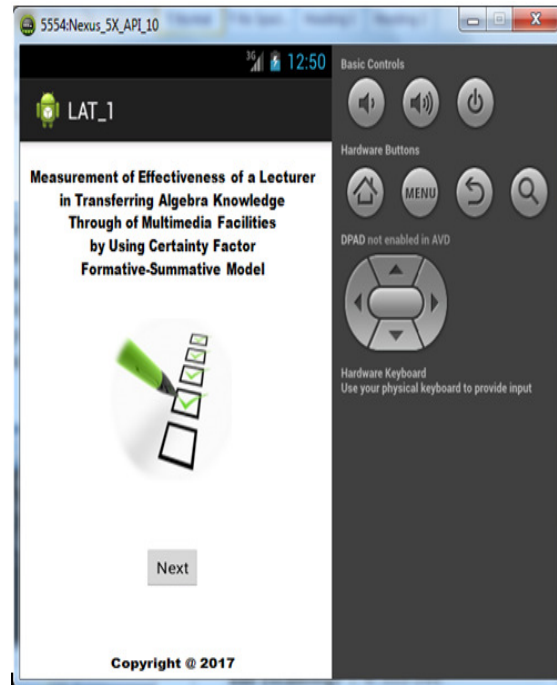 5554:Nexus_5X_API_10
3G 12:50
LAT_1
Measurement of Effectiveness of a Lecturer
in Transferring Algebra Knowledge
Through of Multimedia Facilities
by Using Certainty Factor
Formative-Summative Model
Next
Copyright @ 2017
Basic Controls
Hardware Buttons
MENU
DPAD not enabled in AVD
Hardware Keyboard
Use your physical keyboard to provide input